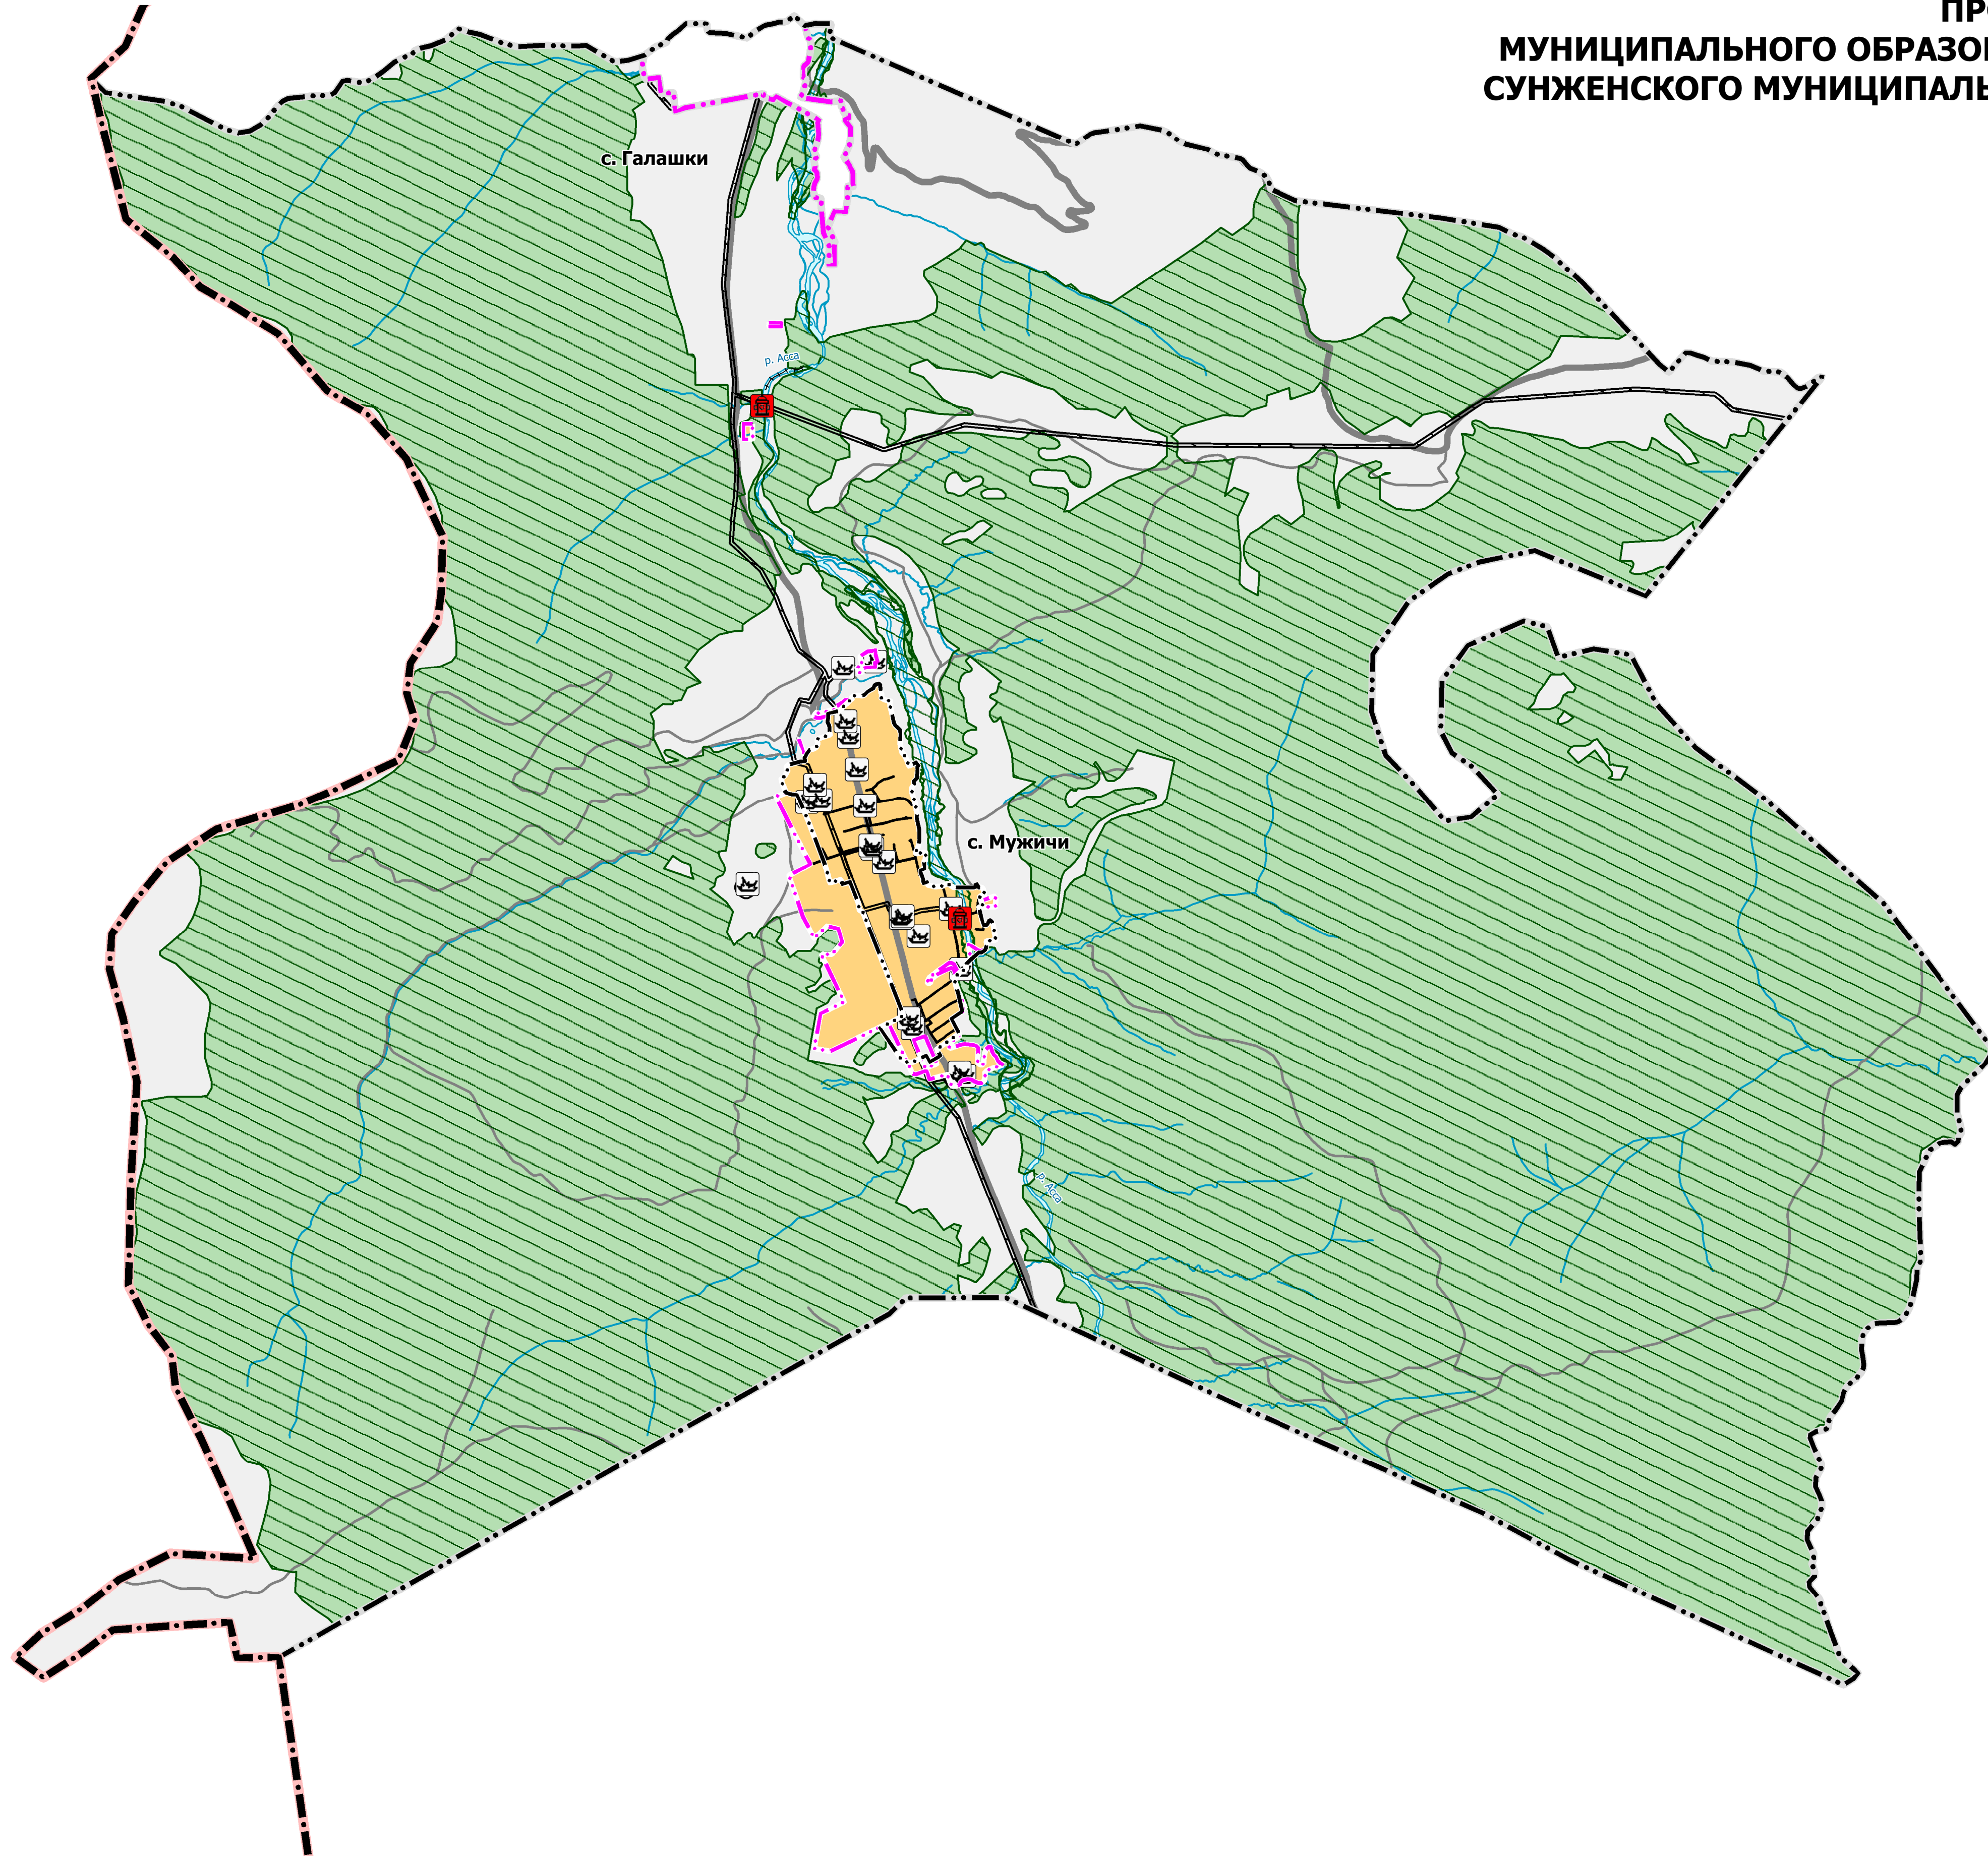 ПР
МУНИЦИПАЛЬНОГО ОБРАЗО
СУНЖЕНСКОГО МУНИЦИПАЛЬ
с. Галашки
р. Асса
с. Мужичи
р. Асса